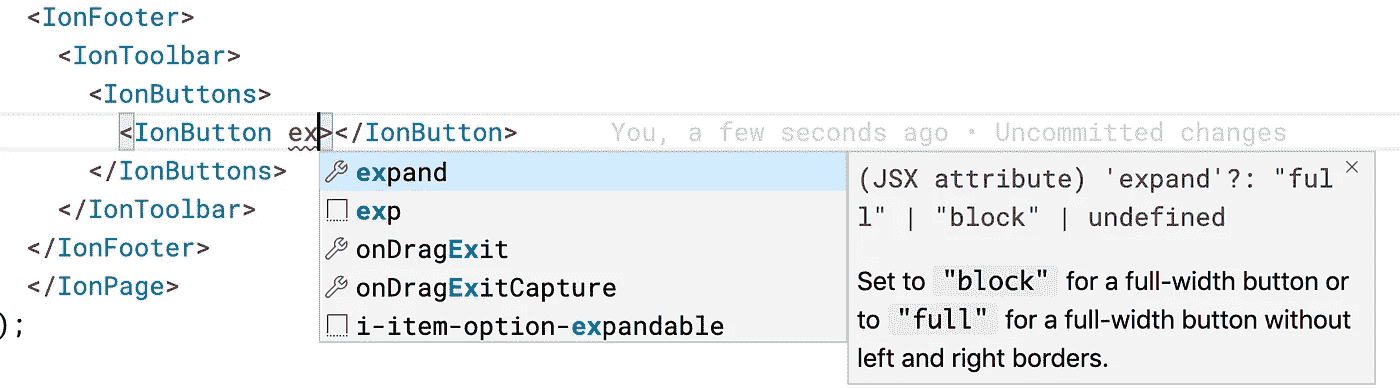 <IonFooter>
<IonToolbar>
<IonButtons>
<IonButton ex></IonButton> You, a few seconds ago • Uncommitted changes
</IonButtons>
</IonToolbar>
</IonFooter>
</IonPage>
);
expand
exp
onDragExit
onDragExitCapture
i-item-option-expandable
(JSX attribute) 'expand'?: "ful
l" | "block" | undefined
Set to "block" for a full-width button or
to "full" for a full-width button without
left and right borders.